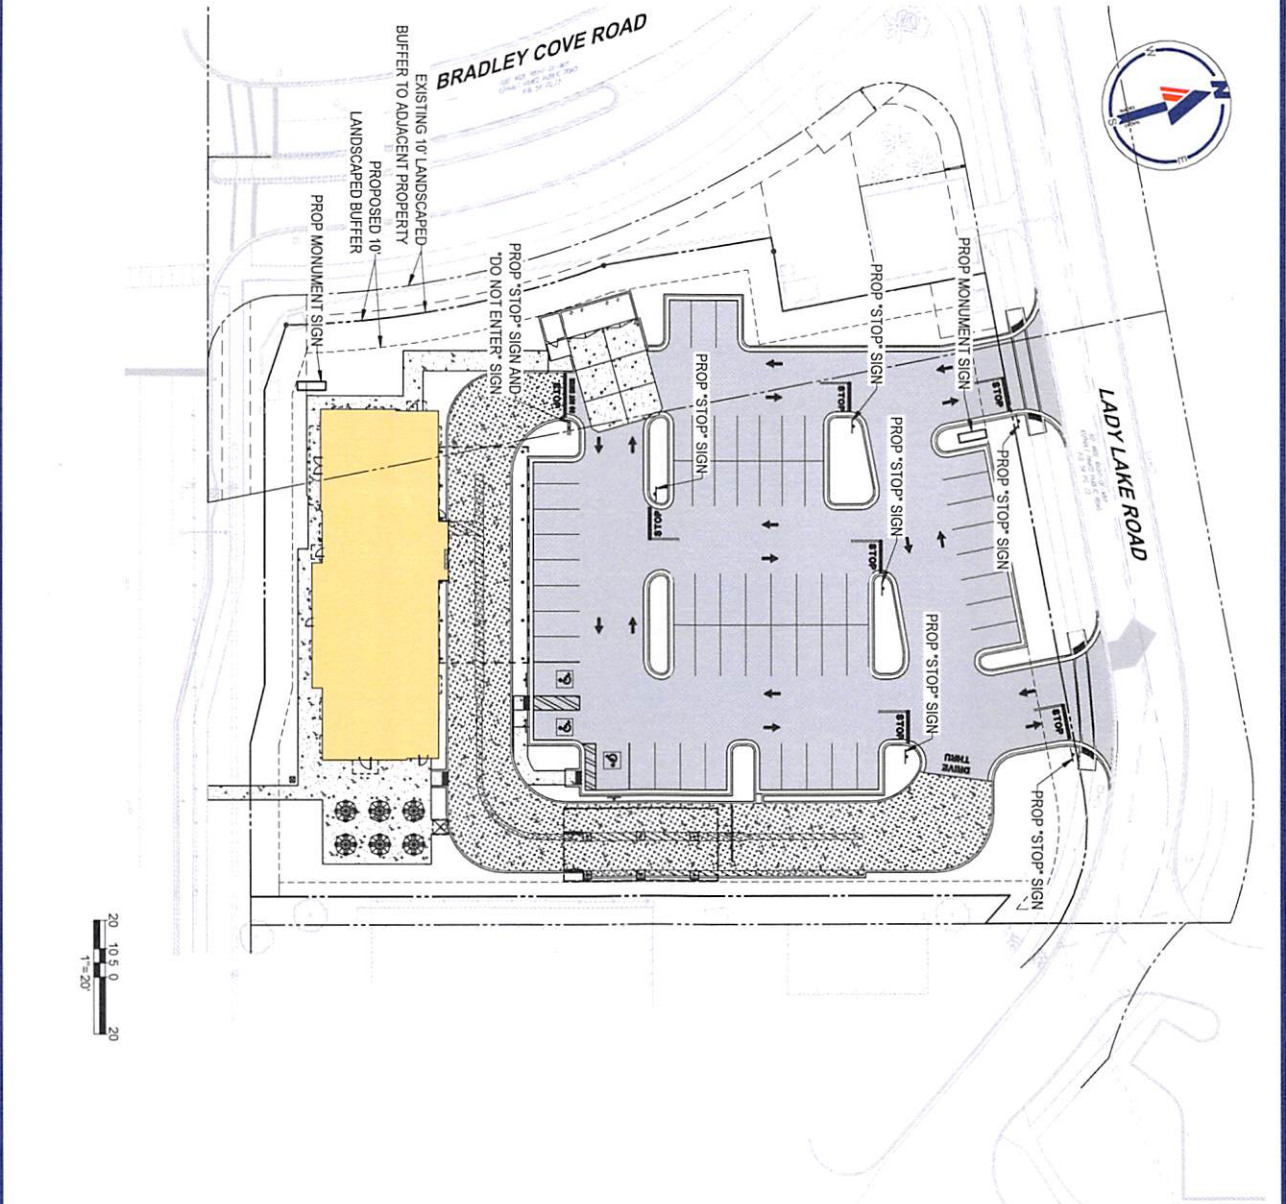 BRADLEY COVE ROAD
EXISTING 10' LANDSCAPED
BUFFER TO ADJACENT PROPERTY
PROPOSED 10'
LANDSCAPED BUFFER
PROP MONUMENT SIGN
PROP "STOP" SIGN AND
"DO NOT ENTER" SIGN
PROP "STOP" SIGN
PROP "STOP" SIGN
PROP MONUMENT SIGN
PROP "STOP" SIGN
PROP "STOP" SIGN
PROP "STOP" SIGN
PROP "STOP" SIGN
LADY LAKE ROAD
STOP
STOP
STOP
STOP
STOP
STOP
STOP
DRIVE
THRU
N
W
S
E
20 10 5 0 20
1"= 20'